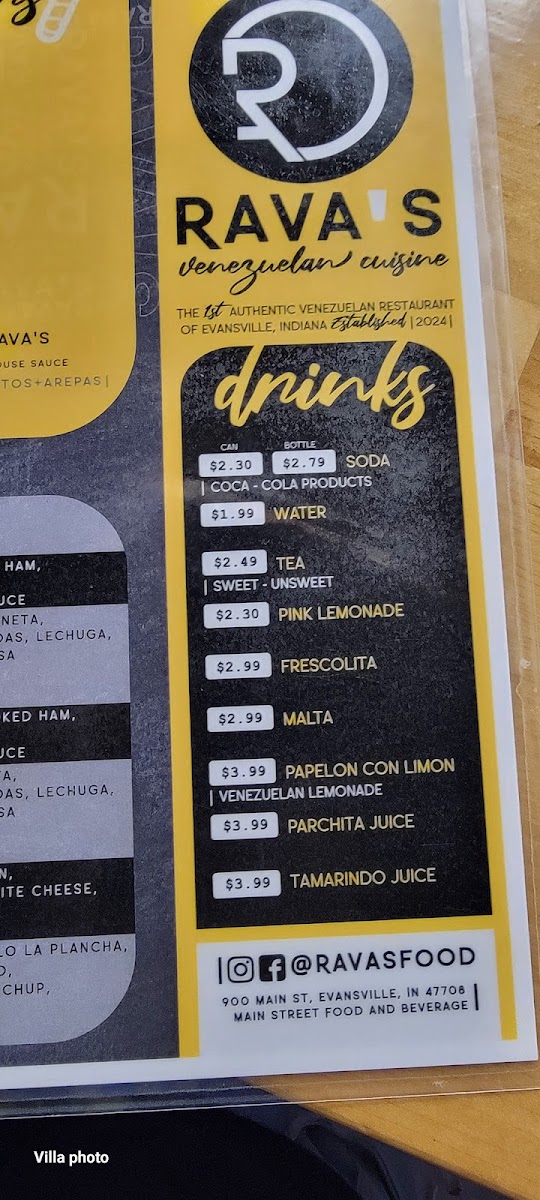 AVA'S
OUSE SAUCE
TOS+AREPAS|
HAM,
UCE
NETA,
DAS, LECHUGA,
SA
KED HAM,
UCE
TA,
DAS, LECHUGA,
SA
N,
ITE CHEESE,
LO LA PLANCHA,
O,
CHUP,
RAVA'S
venezuelan cuisine
THE 1st AUTHENTIC VENEZUELAN RESTAURANT
OF EVANSVILLE, INDIANA Established |2024|
drinks
CAN BOTTLE
$2.30 $2.79 SODA
| COCA - COLA PRODUCTS
$1.99 WATER
$2.49 TEA
| SWEET - UNSWEET
$2.30 PINK LEMONADE
$2.99 FRESCOLITA
$2.99 MALTA
$3.99 PAPELON CON LIMON
| VENEZUELAN LEMONADE
$3.99 PARCHITA JUICE
$3.99 TAMARINDO JUICE
@RAVASFOOD
900 MAIN ST, EVANSVILLE, IN 47708
MAIN STREET FOOD AND BEVERAGE
Villa photo